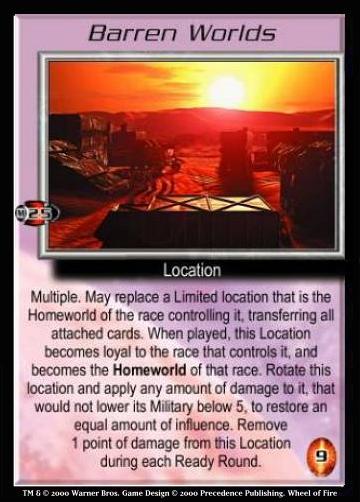 Barren Worlds
M 25
Location
Multiple. May replace a Limited location that is the
Homeworld of the race controlling it, transferring all
attached cards. When played, this Location
becomes loyal to the race that controls it, and
becomes the Homeworld of that race. Rotate this
location and apply any amount of damage to it, that
would not lower its Military below 5, to restore an
equal amount of influence. Remove
1 point of damage from this Location
during each Ready Round.
9
TM & © 2000 Warner Bros. Game Design © 2000 Precedence Publishing. Wheel of Fire